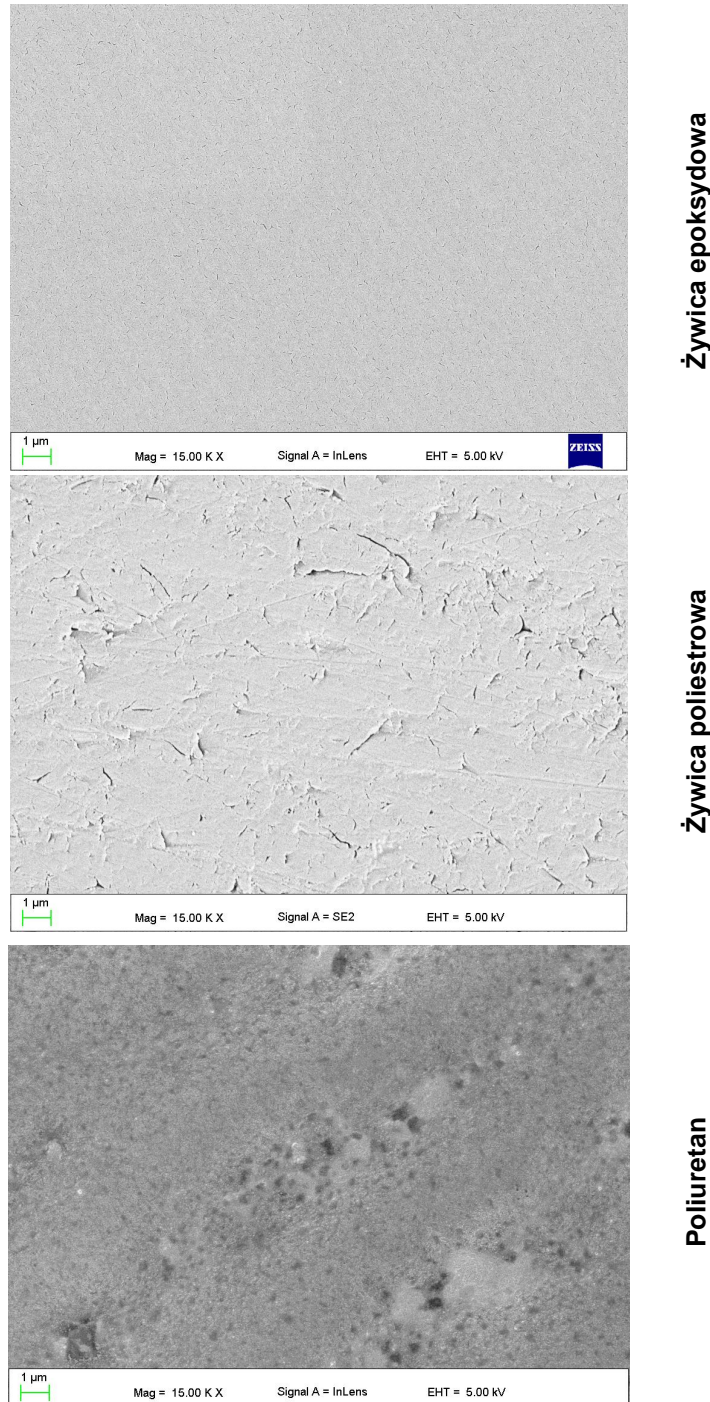 Żywica epoksydowa
1 µm
Mag = 15.00 K X
Signal A = InLens
EHT = 5.00 kV
ZEISS
Żywica poliestrowa
1 µm
Mag = 15.00 K X
Signal A = SE2
EHT = 5.00 kV
Poliuretan
1 µm
Mag = 15.00 K X
Signal A = InLens
EHT = 5.00 kV